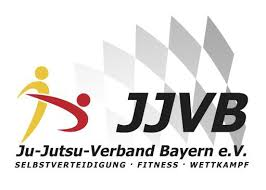 JJVB
Ju-Jutsu-Verband Bayern e.V.
SELBSTVERTEIDIGUNG · FITNESS · WETTKAMPF